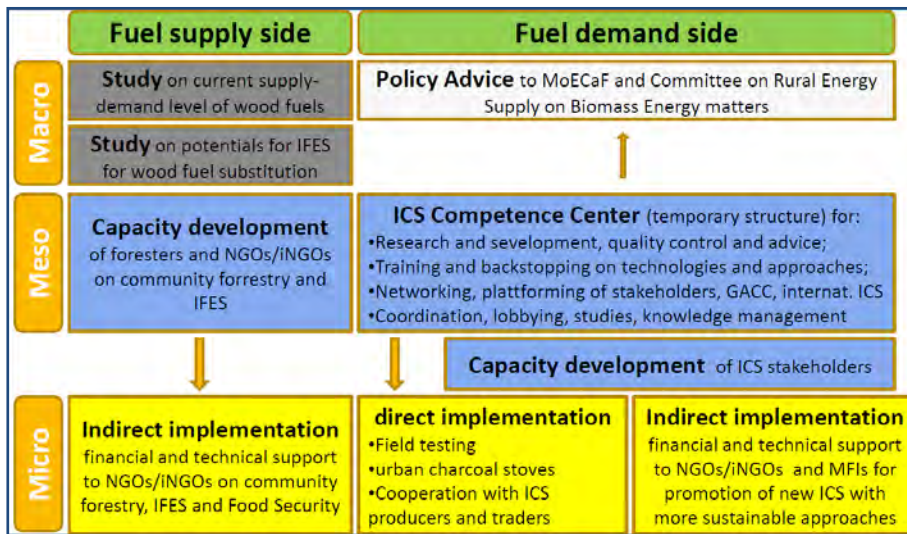 Fuel supply side
Fuel demand side
Macro
Study on current supply-
demand level of wood fuels
Study on potentials for IFES
for wood fuel substitution
Policy Advice to MoECaF and Committee on Rural Energy
Supply on Biomass Energy matters
Meso
Capacity development
of foresters and NGOs/iNGOs
on community forrestry and
IFES
ICS Competence Center (temporary structure) for:
•Research and sevelopment, quality control and advice;
•Training and backstopping on technologies and approaches;
•Networking, plattforming of stakeholders, GACC, internat. ICS
•Coordination, lobbying, studies, knowledge management
Capacity development of ICS stakeholders
Micro
Indirect implementation
financial and technical support
to NGOs/iNGOs on community
forestry, IFES and Food Security
direct implementation
•Field testing
•urban charcoal stoves
•Cooperation with ICS
producers and traders
Indirect implementation
financial and technical support
to NGOs/iNGOs and MFIs for
promotion of new ICS with
more sustainable approaches